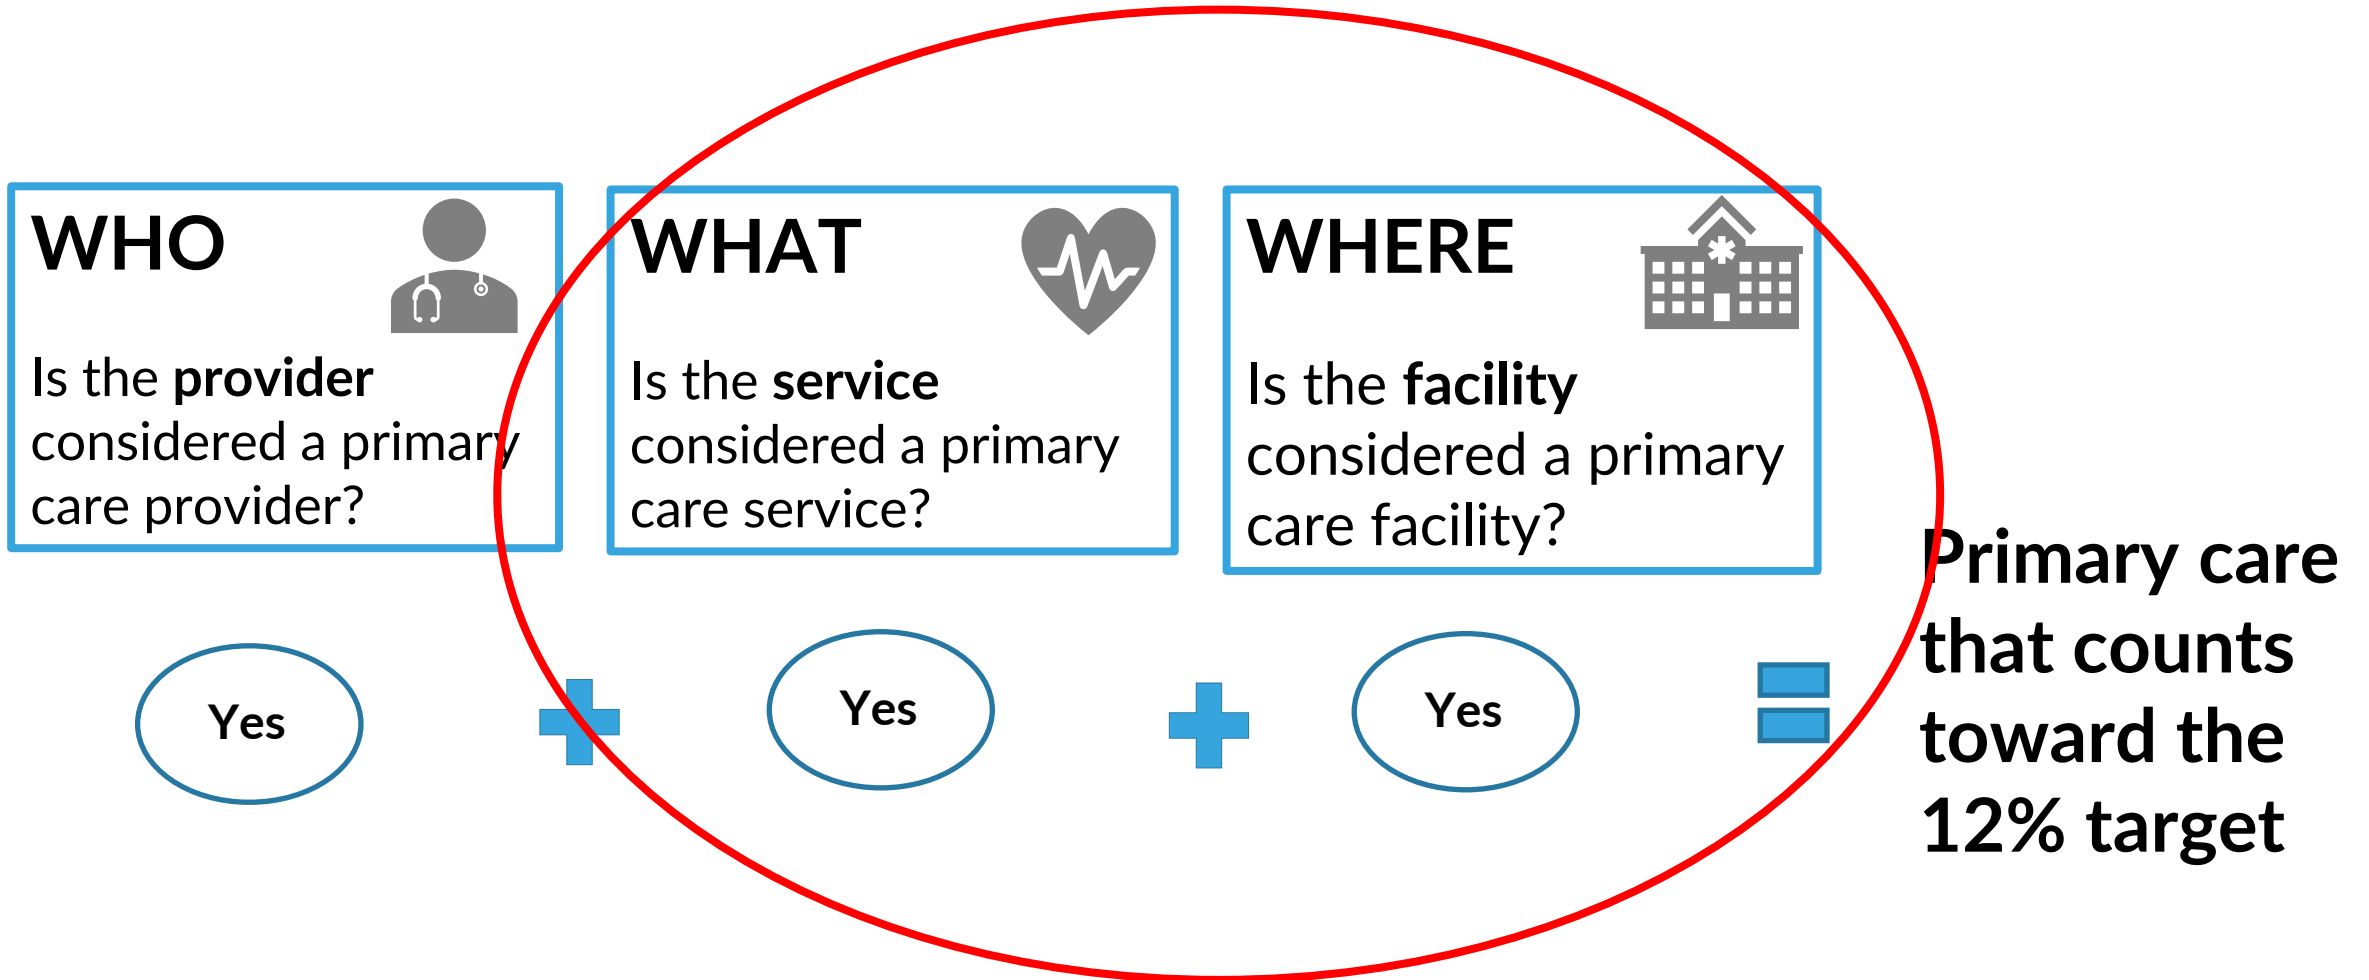 WHO
Is the provider
considered a primary
care provider?
WHAT
Is the service
considered a primary
care service?
WHERE
Is the facility
considered a primary
care facility?
Yes
Yes
Yes
Primary care
that counts
toward the
12% target